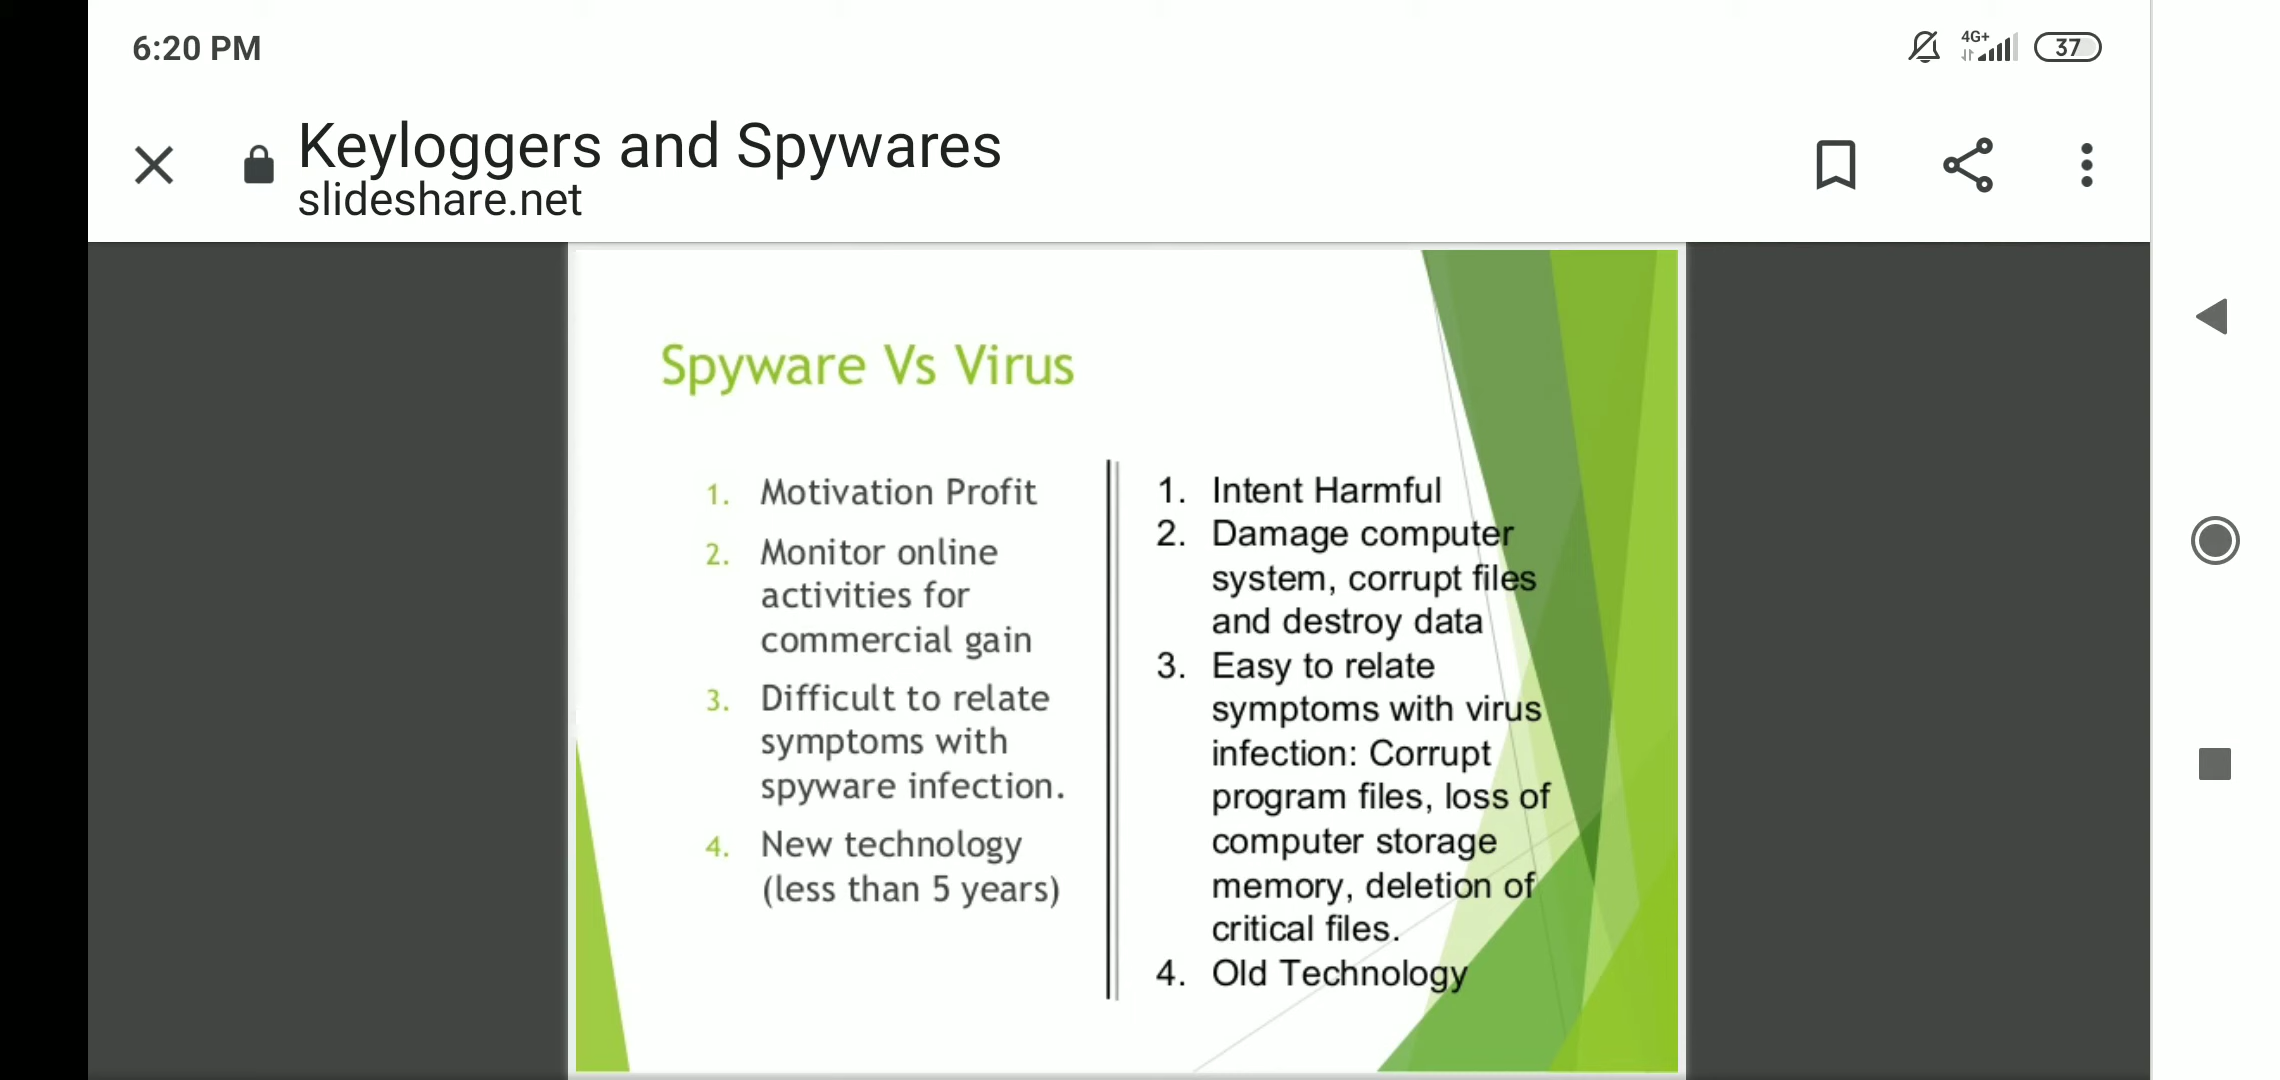 6:20 PM
4G+
37
Keyloggers and Spywares
slideshare.net
Spyware Vs Virus
1. Motivation Profit
2. Monitor online
activities for
commercial gain
3. Difficult to relate
symptoms with
spyware infection.
4. New technology
(less than 5 years)
1. Intent Harmful
2. Damage computer
system, corrupt files
and destroy data
3. Easy to relate
symptoms with virus
infection: Corrupt
program files, loss of
computer storage
memory, deletion of
critical files.
4. Old Technology